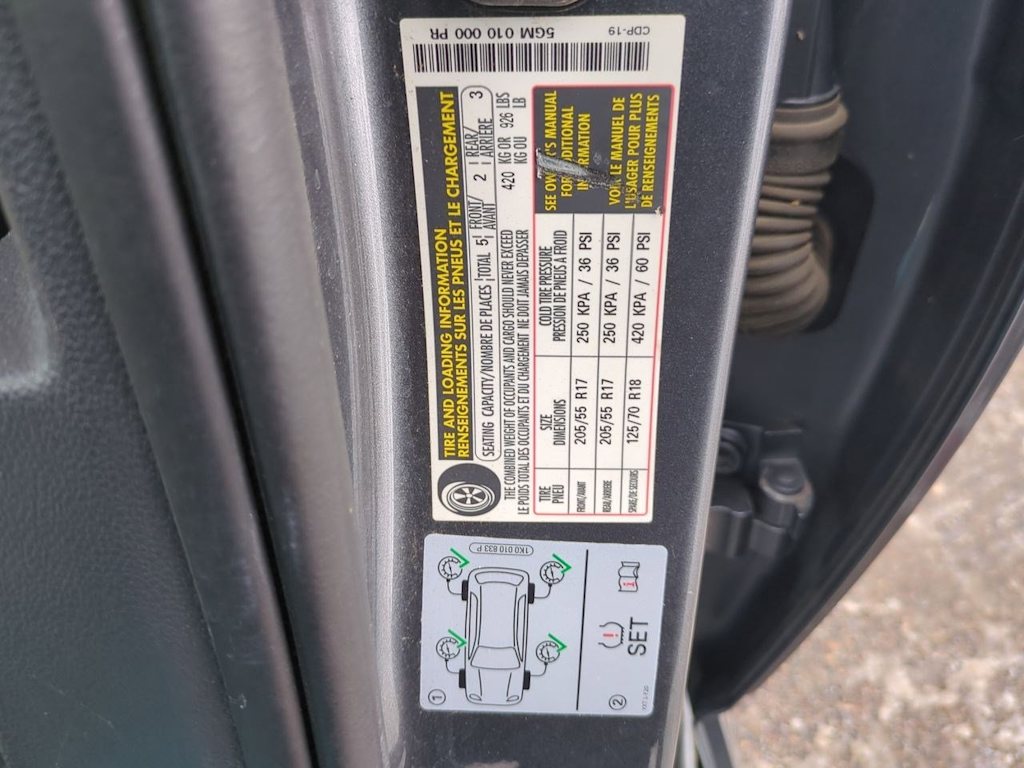 5GM 010 000 PR
CDP-19
TIRE AND LOADING INFORMATION
RENSEIGNEMENTS SUR LES PNEUS ET LE CHARGEMENT
SEATING CAPACITY/NOMBRE DE PLACES | TOTAL 5 | FRONT/AVANT 2 | REAR/ARRIÈRE 3
THE COMBINED WEIGHT OF OCCUPANTS AND CARGO SHOULD NEVER EXCEED 420 KG OR 926 LBS
LE POIDS TOTAL DES OCCUPANTS ET DU CHARGEMENT NE DOIT JAMAIS DÉPASSER KG OU LB
TIRE SIZE COLD TIRE PRESSURE
PNEU DIMENSIONS PRESSION DE PNEUS À FROID
FRONT/AVANT 205/55 R17 250 KPA / 36 PSI
REAR/ARRIÈRE 205/55 R17 250 KPA / 36 PSI
SPARE/DE SECOURS 125/70 R18 420 KPA / 60 PSI
SEE 'S MANUAL
FOR
VOIR LE MANUEL DE
L'USAGER POUR PLUS
DE RENSEIGNEMENTS
1
1K0 010 833 P
2
SET